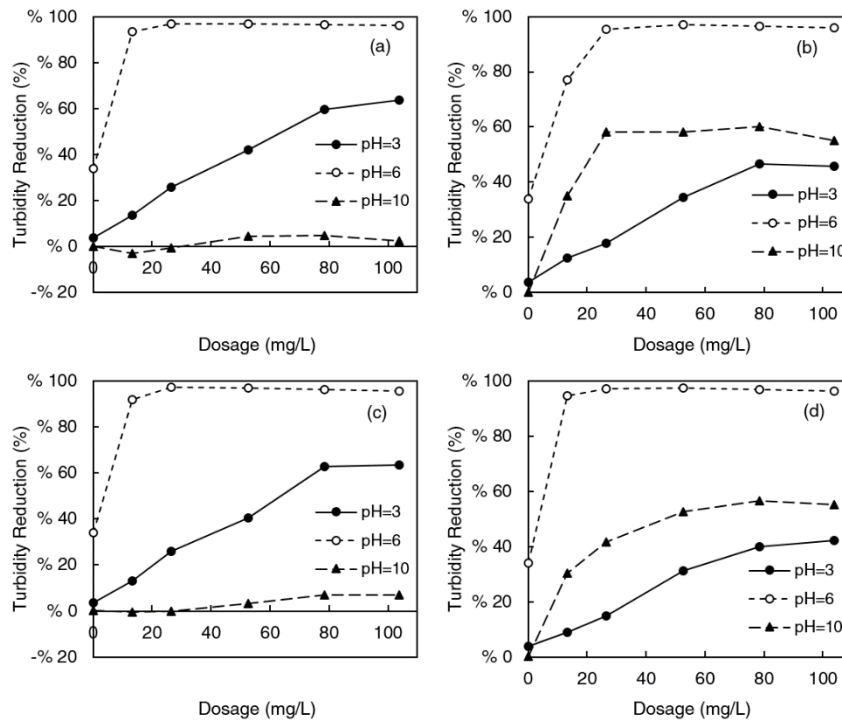 % 100
% 80
% 60
% 40
% 20
% 0
-% 20
0
20
40
60
80
100
Turbidity Reduction (%)
Dosage (mg/L)
(a)
pH=3
pH=6
pH=10
% 100
% 80
% 60
% 40
% 20
% 0
0
20
40
60
80
100
Turbidity Reduction (%)
Dosage (mg/L)
(b)
pH=3
pH=6
pH=10
% 100
% 80
% 60
% 40
% 20
% 0
-% 20
0
20
40
60
80
100
Turbidity Reduction (%)
Dosage (mg/L)
(c)
pH=3
pH=6
pH=10
% 100
% 80
% 60
% 40
% 20
% 0
0
20
40
60
80
100
Turbidity Reduction (%)
Dosage (mg/L)
(d)
pH=3
pH=6
pH=10